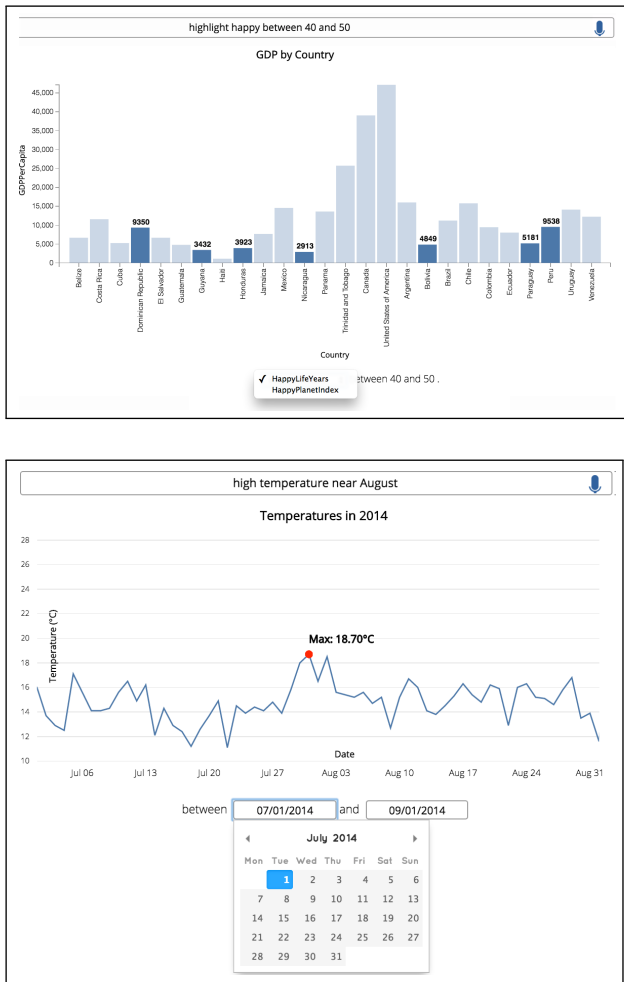 highlight happy between 40 and 50
GDP by Country
GDPPerCapita
45,000
40,000
35,000
30,000
25,000
20,000
15,000
10,000
5,000
0
9350
3432
3923
2913
4849
5181
9538
Belize
Costa Rica
Cuba
Dominican Republic
El Salvador
Guatemala
Guyana
Haiti
Honduras
Jamaica
Mexico
Nicaragua
Panama
Trinidad and Tobago
Canada
United States of America
Argentina
Bolivia
Brazil
Chile
Colombia
Ecuador
Paraguay
Peru
Uruguay
Venezuela
Country
✓ HappyLifeYears
etween 40 and 50 .
HappyPlanetIndex
high temperature near August
Temperatures in 2014
28
26
24
22
20
18
16
14
12
10
Temperature (°C)
Max: 18.70°C
Date
Jul 06 Jul 13 Jul 20 Jul 27 Aug 03 Aug 10 Aug 17 Aug 24 Aug 31
between 07/01/2014 and 09/01/2014
July 2014
Mon Tue Wed Thu Fri Sat Sun
1 2 3 4 5 6
7 8 9 10 11 12 13
14 15 16 17 18 19 20
21 22 23 24 25 26 27
28 29 30 31